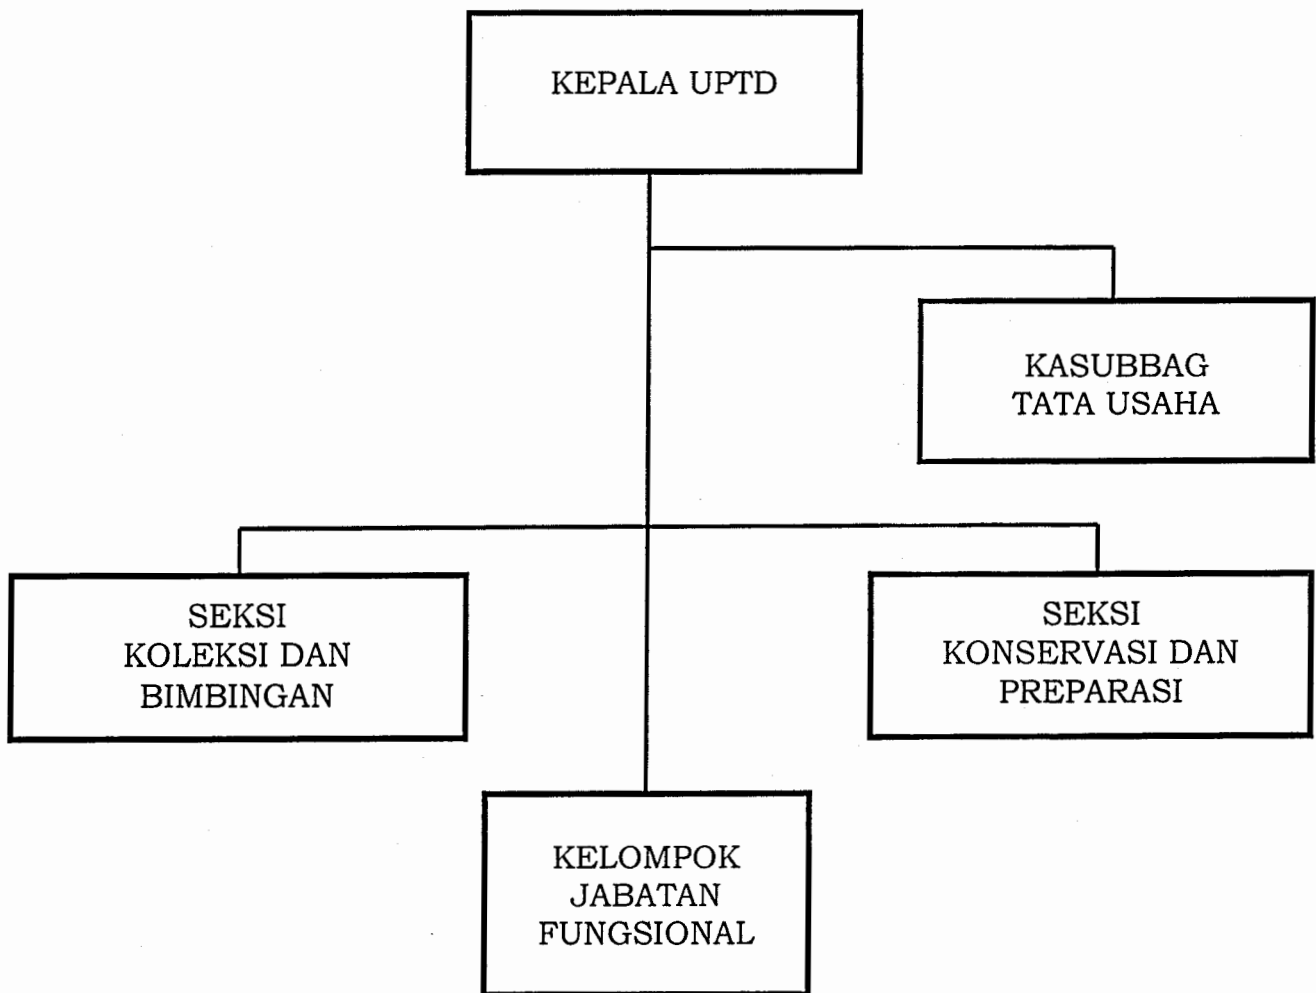 KEPALA UPTD
KASUBBAG
TATA USAHA
SEKSI
KOLEKSI DAN
BIMBINGAN
SEKSI
KONSERVASI DAN
PREPARASI
KELOMPOK
JABATAN
FUNGSIONAL